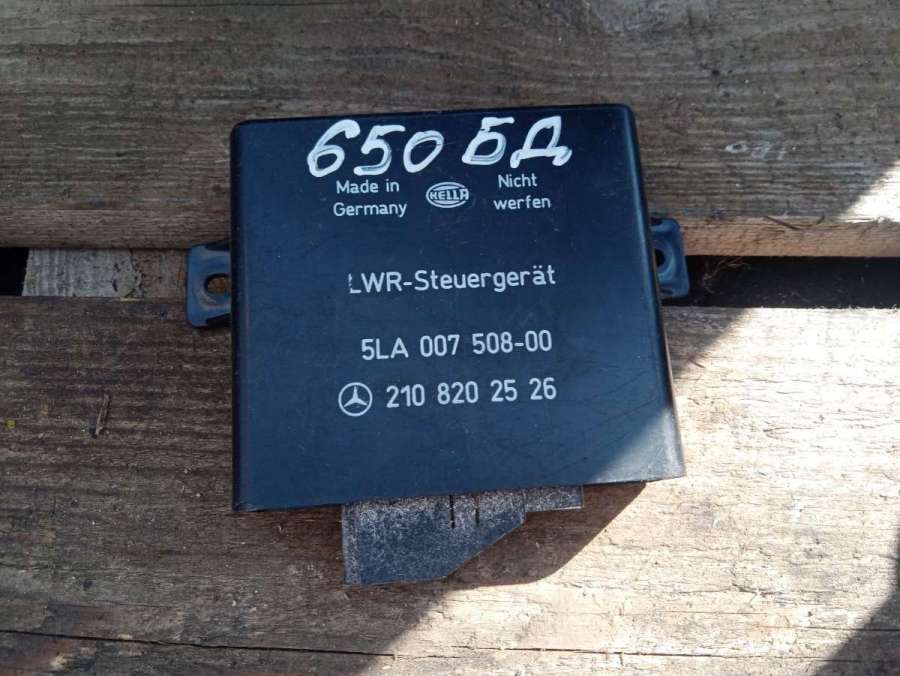 650 БД
Made in Germany
HELLA
Nicht werfen
LWR-Steuergerät
5LA 007 508-00
210 820 25 26